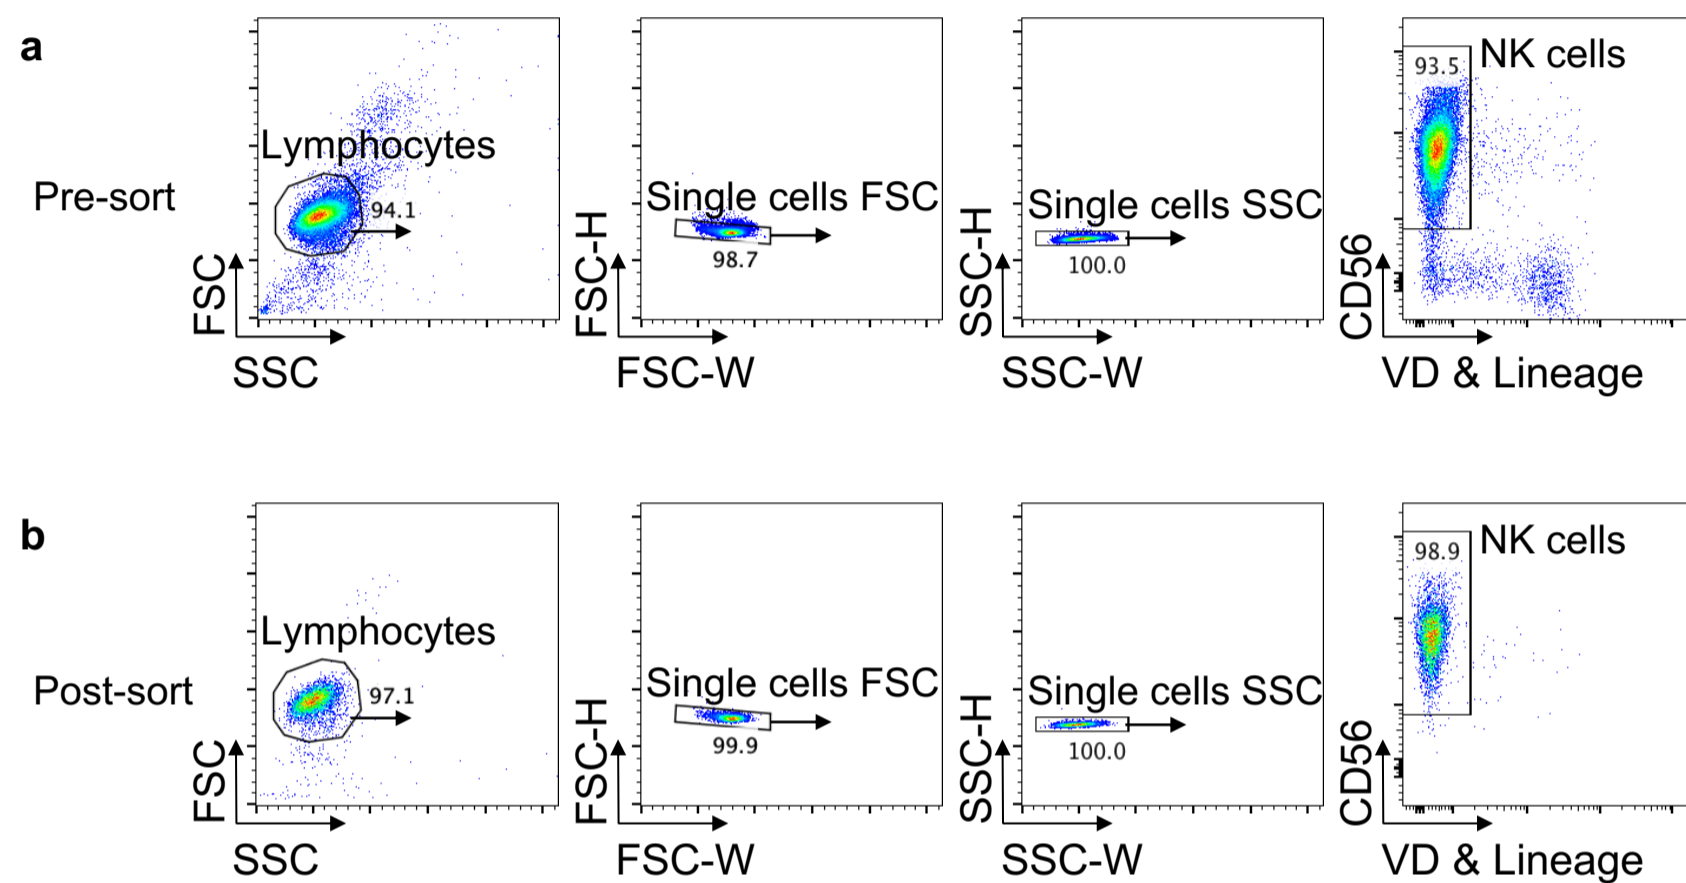 a
Pre-sort
Lymphocytes
94.1
FSC
SSC
Single cells FSC
98.7
FSC-H
FSC-W
Single cells SSC
100.0
SSC-H
SSC-W
NK cells
93.5
CD56
VD & Lineage
b
Post-sort
Lymphocytes
97.1
FSC
SSC
Single cells FSC
99.9
FSC-H
FSC-W
Single cells SSC
100.0
SSC-H
SSC-W
NK cells
98.9
CD56
VD & Lineage